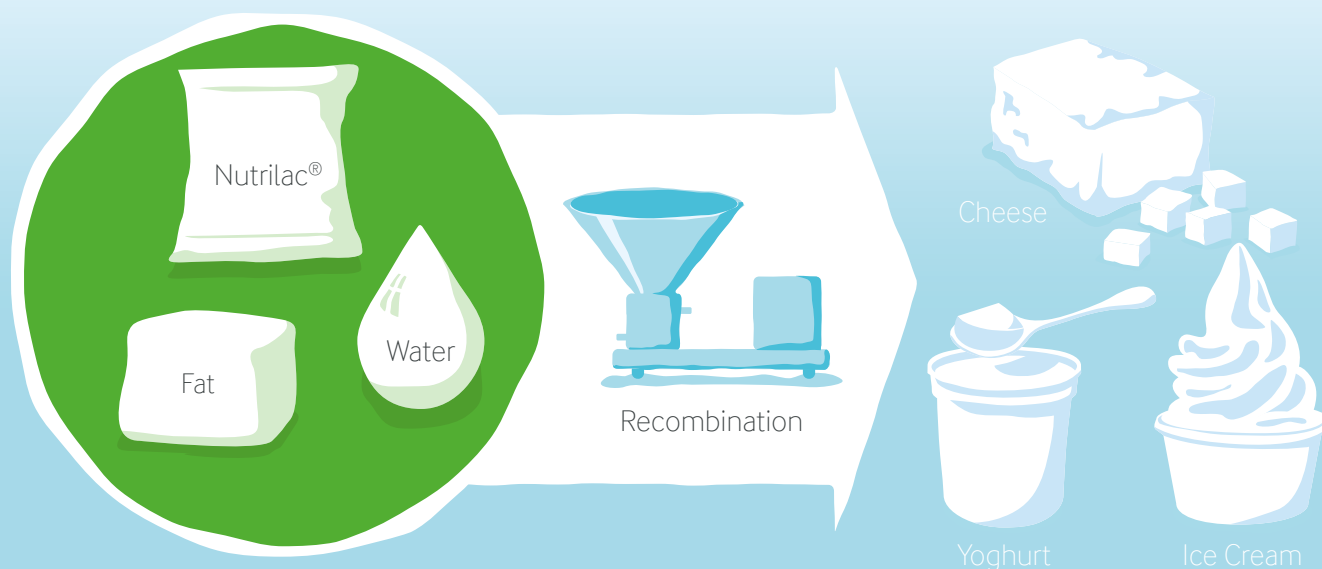 Nutrilac®
Fat
Water
Recombination
Cheese
Yoghurt
Ice Cream